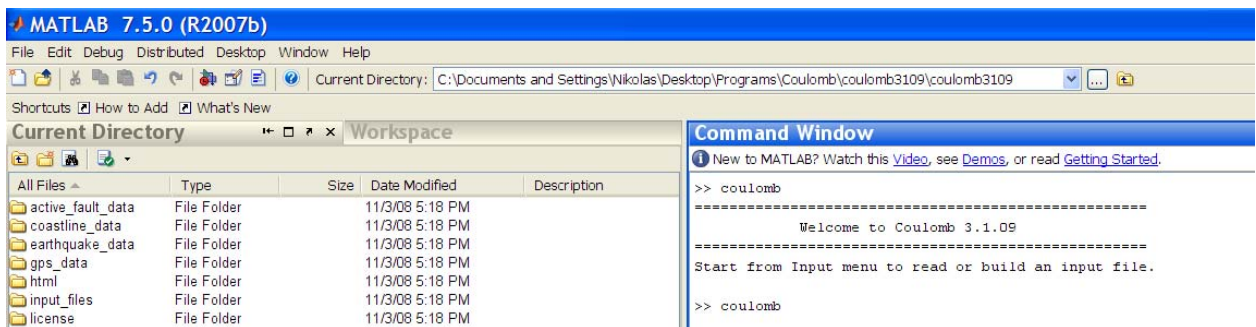 MATLAB 7.5.0 (R2007b)
File Edit Debug Distributed Desktop Window Help
Current Directory: C:\Documents and Settings\Nikolas\Desktop\Programs\Coulomb\coulomb3109\coulomb3109
Shortcuts How to Add What's New
Current Directory Workspace
All Files Type Size Date Modified Description
active_fault_data File Folder 11/3/08 5:18 PM
coastline_data File Folder 11/3/08 5:18 PM
earthquake_data File Folder 11/3/08 5:18 PM
gps_data File Folder 11/3/08 5:18 PM
html File Folder 11/3/08 5:18 PM
input_files File Folder 11/3/08 5:18 PM
license File Folder 11/3/08 5:18 PM
Command Window
New to MATLAB? Watch this Video, see Demos, or read Getting Started.
>> coulomb
====================================================
Welcome to Coulomb 3.1.09
====================================================
Start from Input menu to read or build an input file.
>> coulomb